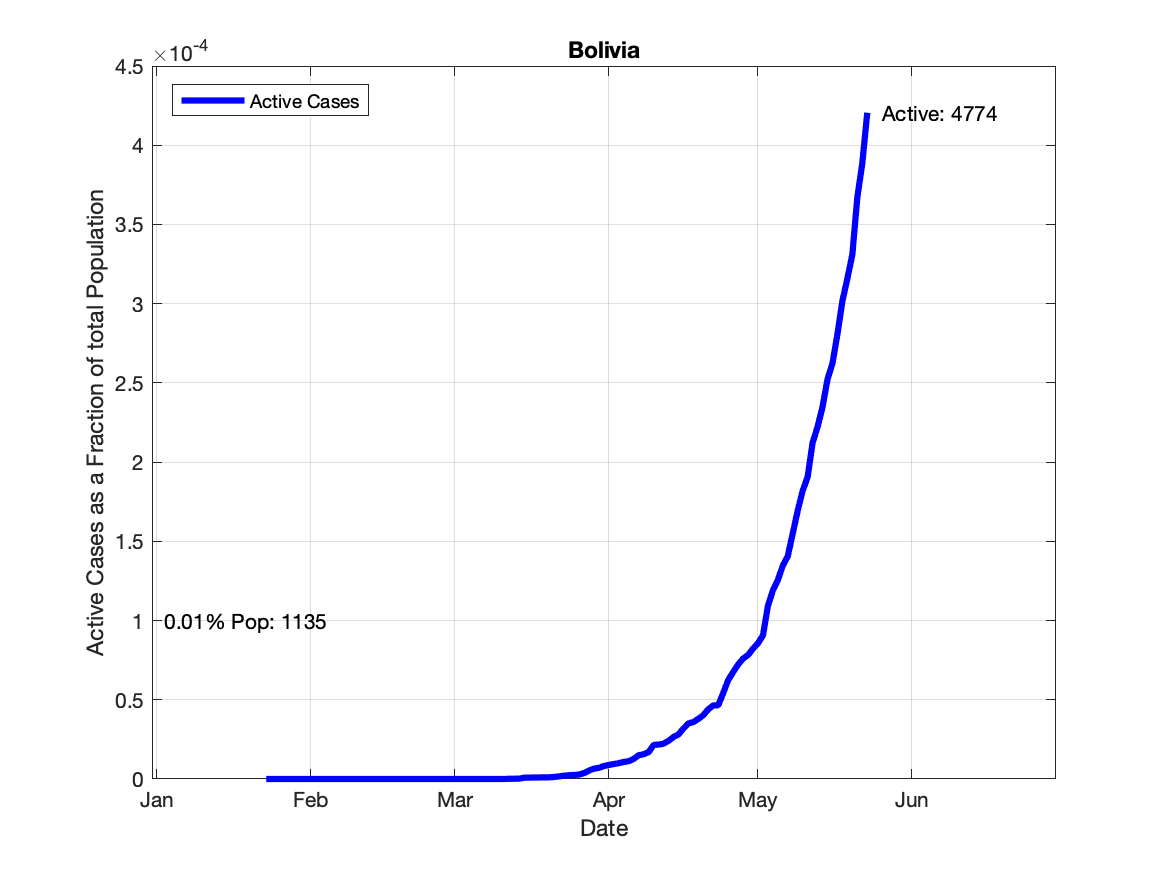 Bolivia
×10-4
4.5
4
3.5
3
2.5
2
1.5
1
0.5
0
Active Cases as a Fraction of total Population
Active Cases
Active: 4774
0.01% Pop: 1135
Jan Feb Mar Apr May Jun
Date